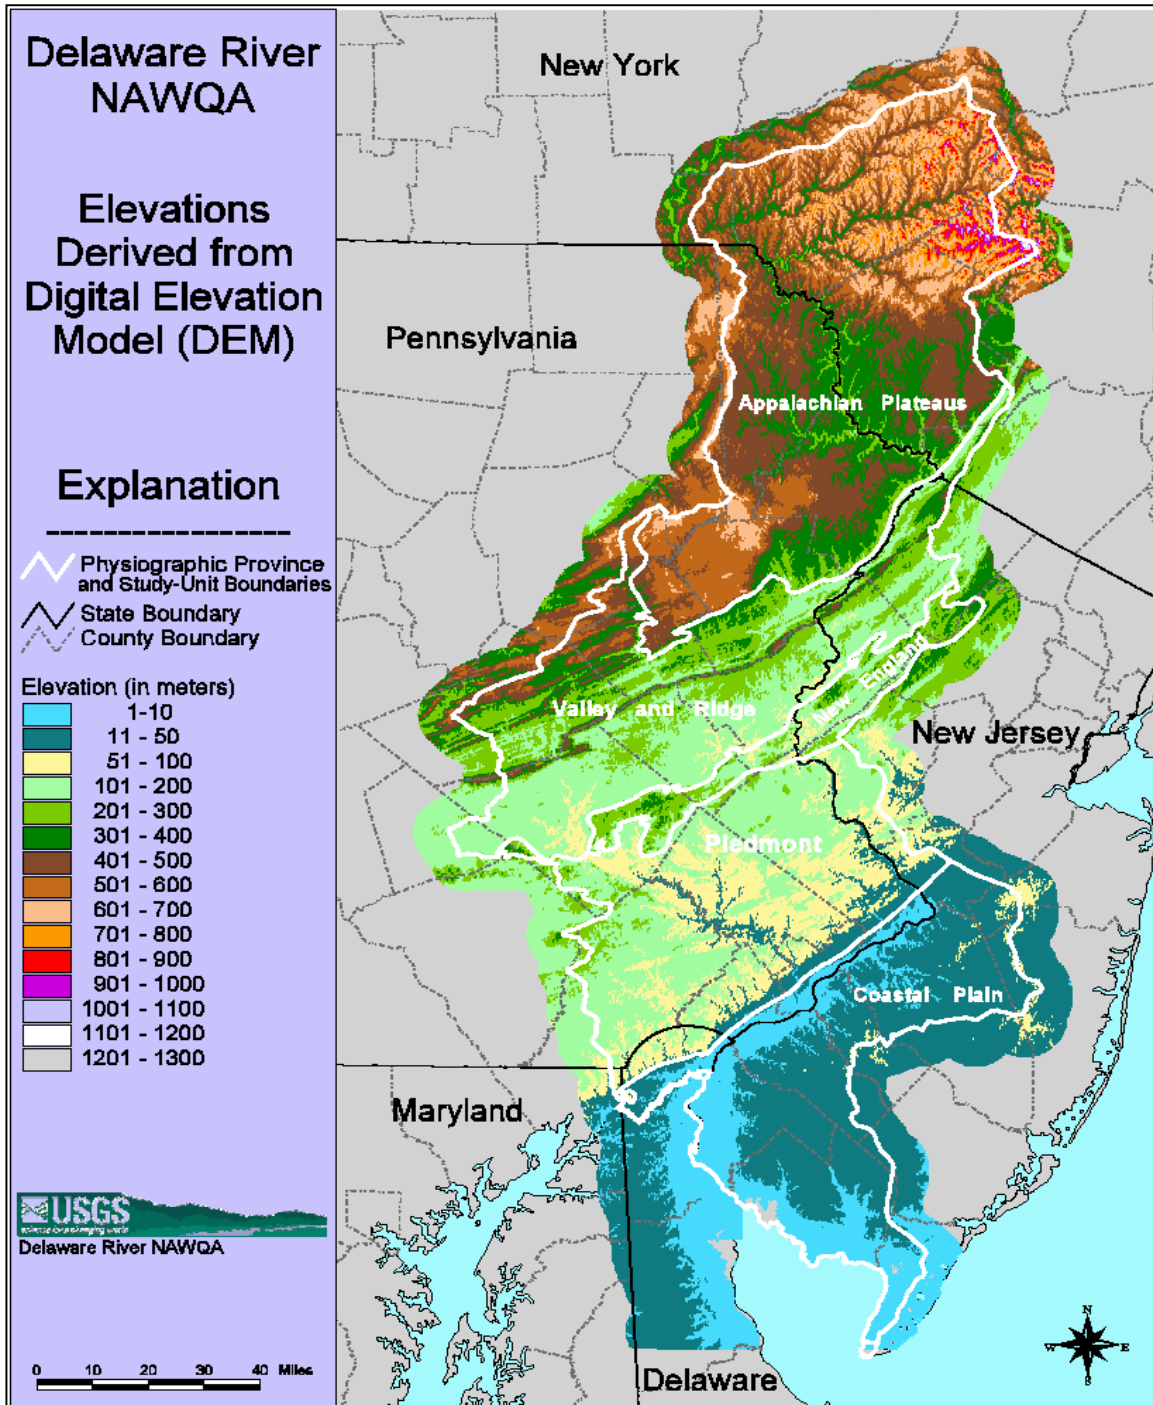 Delaware River
NAWQA
Elevations
Derived from
Digital Elevation
Model (DEM)
Explanation
Physiographic Province
and Study-Unit Boundaries
State Boundary
County Boundary
Elevation (in meters)
1-10
11 - 50
51 - 100
101 - 200
201 - 300
301 - 400
401 - 500
501 - 600
601 - 700
701 - 800
801 - 900
901 - 1000
1001 - 1100
1101 - 1200
1201 - 1300
USGS
Delaware River NAWQA
0 10 20 30 40 Miles
New York
Pennsylvania
Appalachian Plateaus
Valley and Ridge
New England
New Jersey
Piedmont
Coastal Plain
Maryland
Delaware
N
W E
S